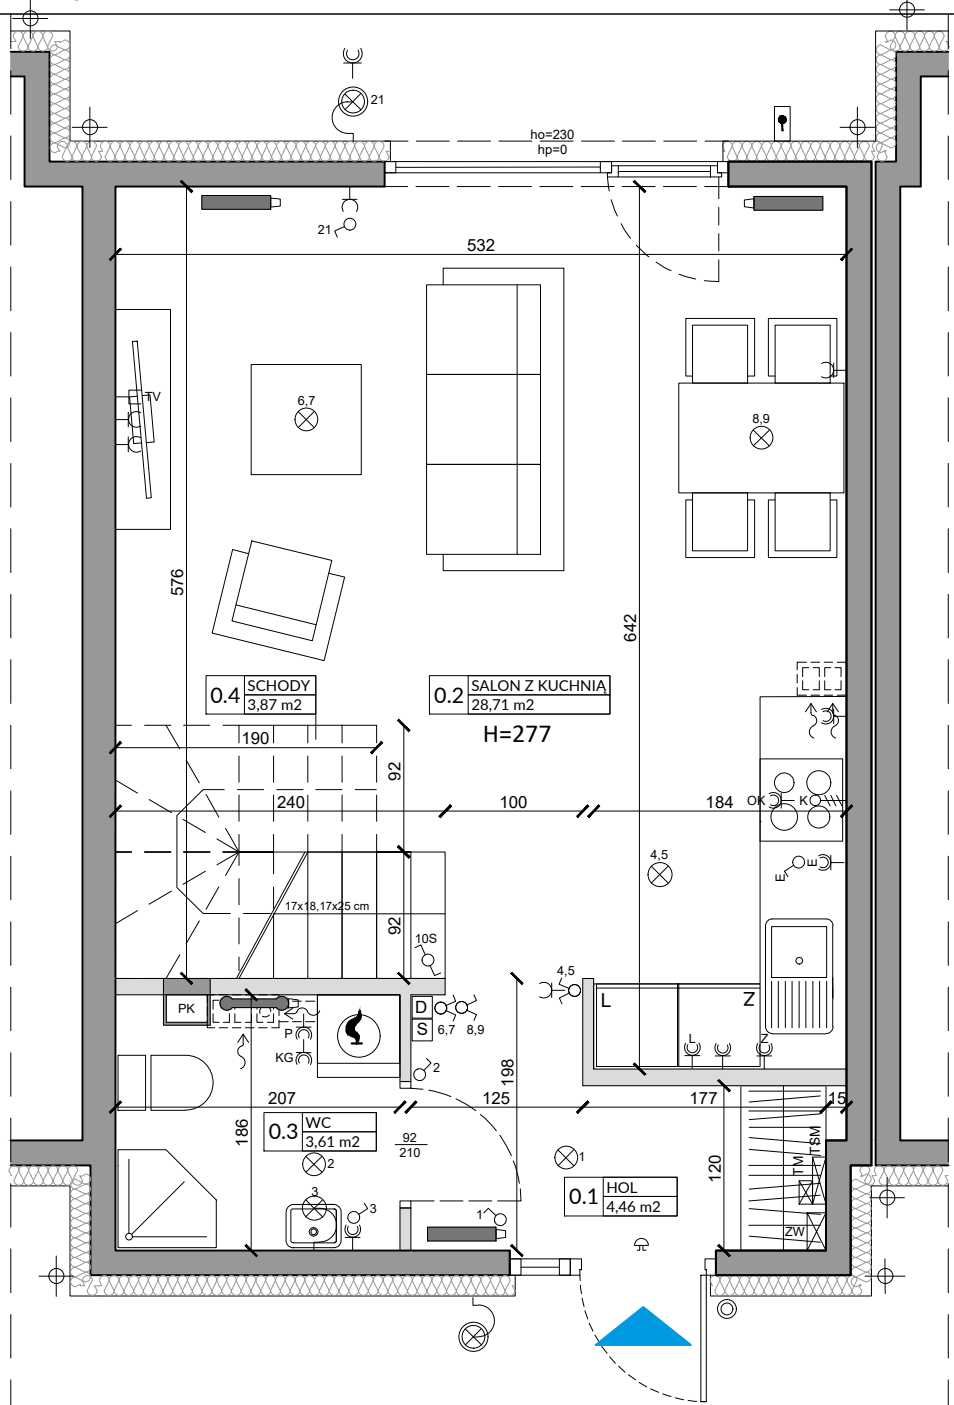 21
ho=230
hp=0
21
532
TV
6,7
8,9
576
642
0.4 SCHODY
3,87 m2
0.2 SALON Z KUCHNIĄ
28,71 m2
H=277
190
92
240
100
184
OK
K
4,5
E
E
17x18,17x25 cm
92
10S
4,5
PK
D
S
6,7
8,9
L
Z
P
KG
2
L
Z
198
207
125
177
15
186
0.3 WC
3,61 m2
92
210
2
1
120
TM
TSM
3
3
1
0.1 HOL
4,46 m2
ZW